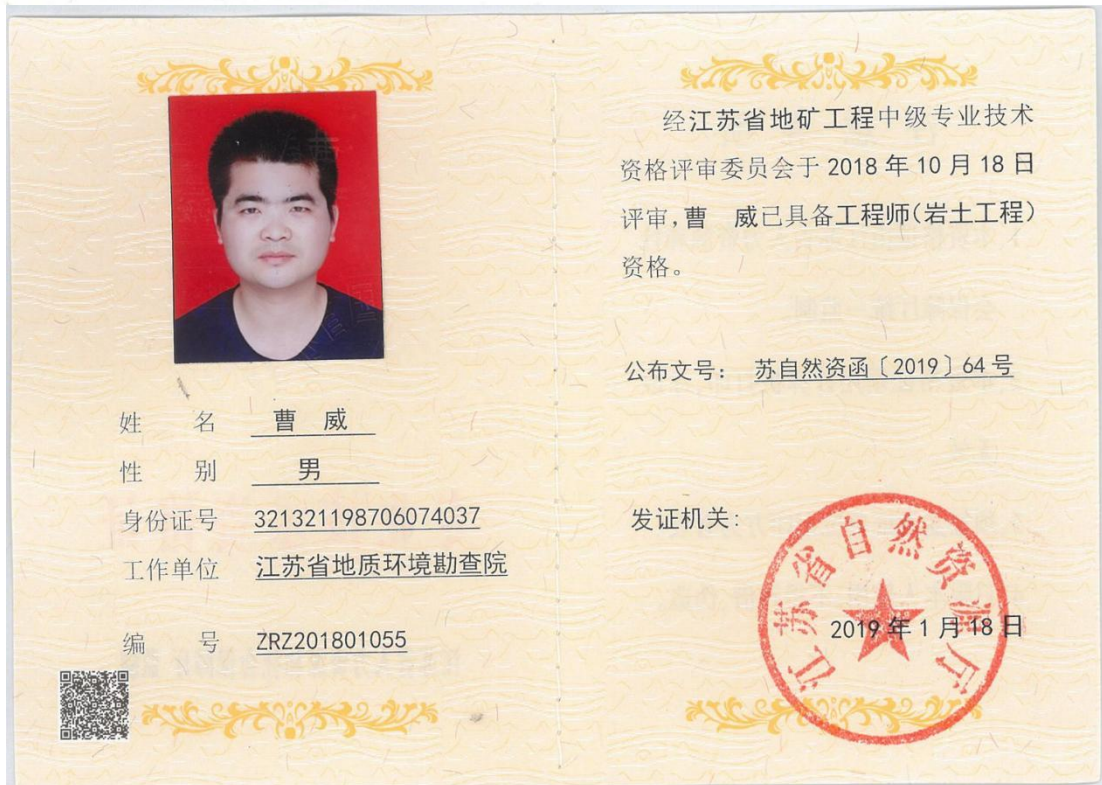 姓 名 曹 威
性 别 男
身份证号 321321198706074037
工作单位 江苏省地质环境勘查院
编 号 ZRZ201801055
经江苏省地矿工程中级专业技术
资格评审委员会于 2018 年 10 月 18 日
评审,曹 威已具备工程师(岩土工程)
资格。
公布文号: 苏自然资函〔2019〕64 号
发证机关:
江苏省自然资源厅
2019 年 1 月 18 日